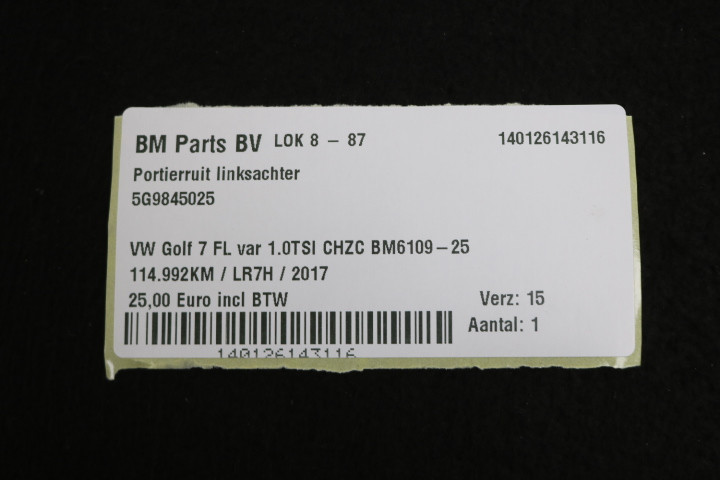 BM Parts BV LOK 8 - 87 140126143116
Portierruit linksachter
5G9845025
VW Golf 7 FL var 1.0TSI CHZC BM6109-25
114.992KM / LR7H / 2017
25,00 Euro incl BTW Verz: 15
Aantal: 1
140126143116